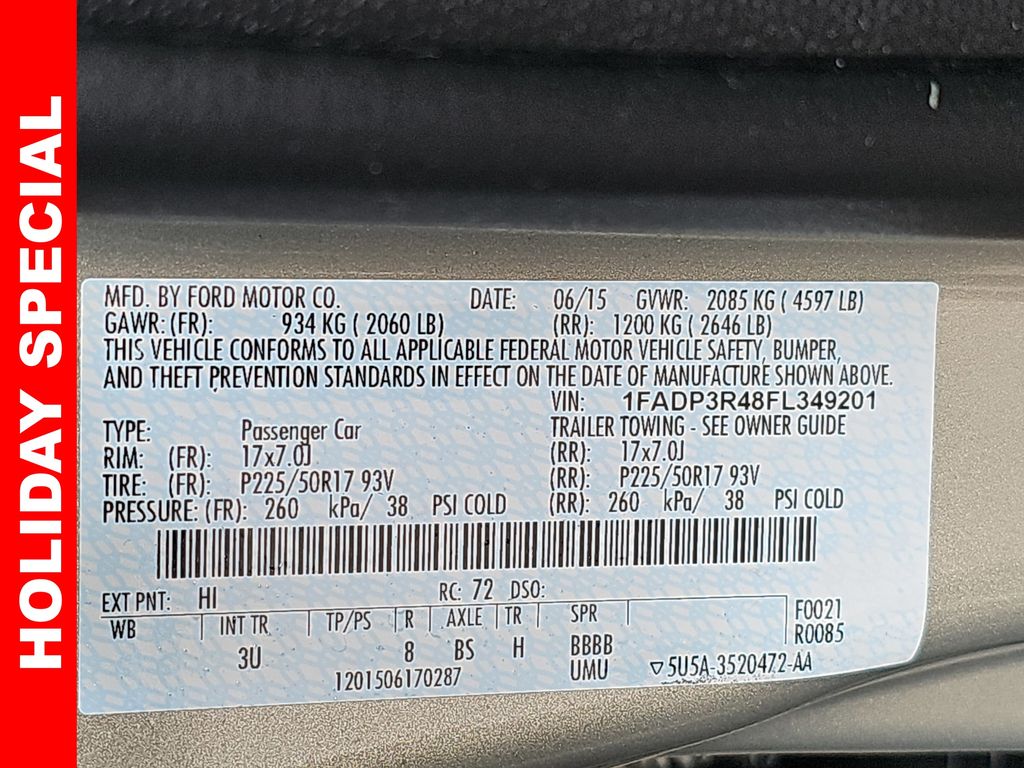 HOLIDAY SPECIAL
MFD. BY FORD MOTOR CO. DATE: 06/15 GVWR: 2085 KG ( 4597 LB)
GAWR: (FR): 934 KG ( 2060 LB) (RR): 1200 KG ( 2646 LB)
THIS VEHICLE CONFORMS TO ALL APPLICABLE FEDERAL MOTOR VEHICLE SAFETY, BUMPER,
AND THEFT PREVENTION STANDARDS IN EFFECT ON THE DATE OF MANUFACTURE SHOWN ABOVE.
VIN: 1FADP3R48FL349201
TYPE: Passenger Car TRAILER TOWING - SEE OWNER GUIDE
RIM: (FR): 17x7.0J (RR): 17x7.0J
TIRE: (FR): P225/50R17 93V (RR): P225/50R17 93V
PRESSURE: (FR): 260 kPa/ 38 PSI COLD (RR): 260 kPa/ 38 PSI COLD
EXT PNT: HI RC: 72 DSO:
WB INT TR TP/PS R AXLE TR SPR F0021
3U 8 BS H BBBB R0085
1201506170287 UMU ▽5U5A-3520472-AA